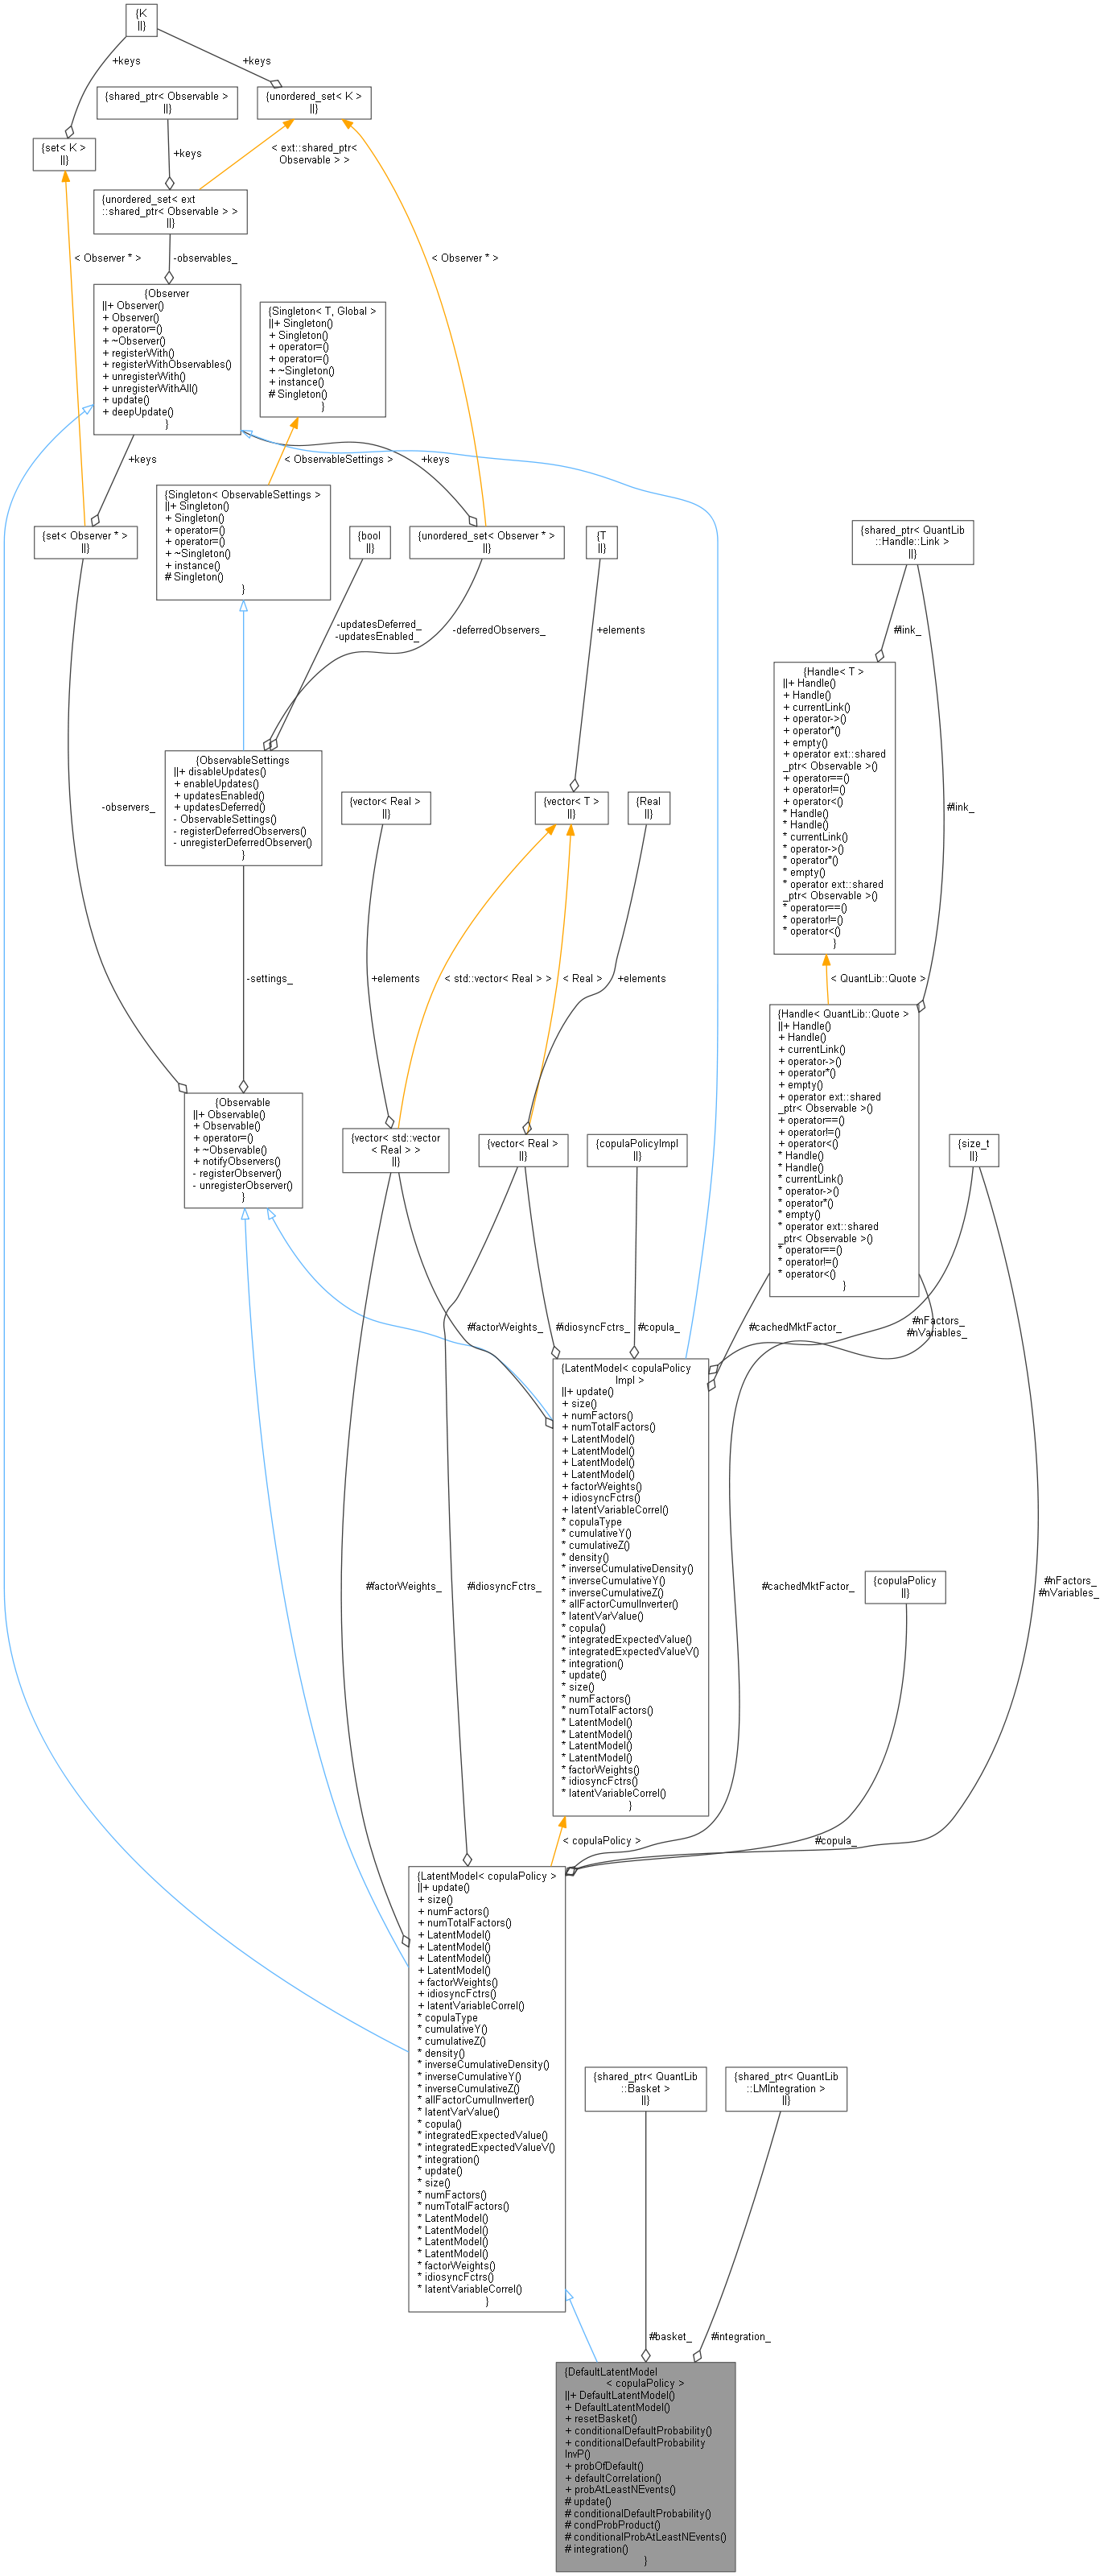 {K
||}
+keys
+keys
{shared_ptr< Observable >
||}
{unordered_set< K >
||}
{set< K >
||}
+keys
< ext::shared_ptr<
Observable > >
{unordered_set< ext
::shared_ptr< Observable > >
||}
< Observer * >
-observables_
< Observer * >
{Observer
||+ Observer()
+ Observer()
+ operator=()
+ ~Observer()
+ registerWith()
+ registerWithObservables()
+ unregisterWith()
+ unregisterWithAll()
+ update()
+ deepUpdate()
}
{Singleton< T, Global >
||+ Singleton()
+ Singleton()
+ operator=()
+ operator=()
+ ~Singleton()
+ instance()
# Singleton()
}
+keys
< ObservableSettings >
+keys
{set< Observer * >
||}
{Singleton< ObservableSettings >
||+ Singleton()
+ Singleton()
+ operator=()
+ operator=()
+ ~Singleton()
+ instance()
# Singleton()
}
{bool
||}
{unordered_set< Observer * >
||}
{T
||}
{shared_ptr< QuantLib
::Handle::Link >
||}
-updatesDeferred_
-updatesEnabled_
-deferredObservers_
+elements
#link_
{Handle< T >
||+ Handle()
+ Handle()
+ currentLink()
+ operator->()
+ operator*()
+ empty()
+ operator ext::shared
_ptr< Observable >()
+ operator==()
+ operator!=()
+ operator<()
* Handle()
* Handle()
* currentLink()
* operator->()
* operator*()
* empty()
* operator ext::shared
_ptr< Observable >()
* operator==()
* operator!=()
* operator<()
}
-observers_
{ObservableSettings
||+ disableUpdates()
+ enableUpdates()
+ updatesEnabled()
+ updatesDeferred()
- ObservableSettings()
- registerDeferredObservers()
- unregisterDeferredObserver()
}
{vector< Real >
||}
{vector< T >
||}
{Real
||}
#link_
-settings_
+elements
< std::vector< Real > >
< Real >
+elements
< QuantLib::Quote >
{Handle< QuantLib::Quote >
||+ Handle()
+ Handle()
+ currentLink()
+ operator->()
+ operator*()
+ empty()
+ operator ext::shared
_ptr< Observable >()
+ operator==()
+ operator!=()
+ operator<()
* Handle()
* Handle()
* currentLink()
* operator->()
* operator*()
* empty()
* operator ext::shared
_ptr< Observable >()
* operator==()
* operator!=()
* operator<()
}
{Observable
||+ Observable()
+ Observable()
+ operator=()
+ ~Observable()
+ notifyObservers()
- registerObserver()
- unregisterObserver()
}
{vector< std::vector
< Real > >
||}
{vector< Real >
||}
{copulaPolicyImpl
||}
{size_t
||}
#factorWeights_
#idiosyncFctrs_
#copula_
#cachedMktFactor_
#nFactors_
#nVariables_
{LatentModel< copulaPolicy
Impl >
||+ update()
+ size()
+ numFactors()
+ numTotalFactors()
+ LatentModel()
+ LatentModel()
+ LatentModel()
+ LatentModel()
+ factorWeights()
+ idiosyncFctrs()
+ latentVariableCorrel()
* copulaType
* cumulativeY()
* cumulativeZ()
* density()
* inverseCumulativeDensity()
* inverseCumulativeY()
* inverseCumulativeZ()
* allFactorCumulInverter()
* latentVarValue()
* copula()
* integratedExpectedValue()
* integratedExpectedValueV()
* integration()
* update()
* size()
* numFactors()
* numTotalFactors()
* LatentModel()
* LatentModel()
* LatentModel()
* LatentModel()
* factorWeights()
* idiosyncFctrs()
* latentVariableCorrel()
}
#factorWeights_
#idiosyncFctrs_
#cachedMktFactor_
{copulaPolicy
||}
#nFactors_
#nVariables_
< copulaPolicy >
#copula_
{LatentModel< copulaPolicy >
||+ update()
+ size()
+ numFactors()
+ numTotalFactors()
+ LatentModel()
+ LatentModel()
+ LatentModel()
+ LatentModel()
+ factorWeights()
+ idiosyncFctrs()
+ latentVariableCorrel()
* copulaType
* cumulativeY()
* cumulativeZ()
* density()
* inverseCumulativeDensity()
* inverseCumulativeY()
* inverseCumulativeZ()
* allFactorCumulInverter()
* latentVarValue()
* copula()
* integratedExpectedValue()
* integratedExpectedValueV()
* integration()
* update()
* size()
* numFactors()
* numTotalFactors()
* LatentModel()
* LatentModel()
* LatentModel()
* LatentModel()
* factorWeights()
* idiosyncFctrs()
* latentVariableCorrel()
}
{shared_ptr< QuantLib
::Basket >
||}
{shared_ptr< QuantLib
::LMIntegration >
||}
#basket_
#integration_
{DefaultLatentModel
< copulaPolicy >
||+ DefaultLatentModel()
+ DefaultLatentModel()
+ resetBasket()
+ conditionalDefaultProbability()
+ conditionalDefaultProbability
InvP()
+ probOfDefault()
+ defaultCorrelation()
+ probAtLeastNEvents()
# update()
# conditionalDefaultProbability()
# condProbProduct()
# conditionalProbAtLeastNEvents()
# integration()
}